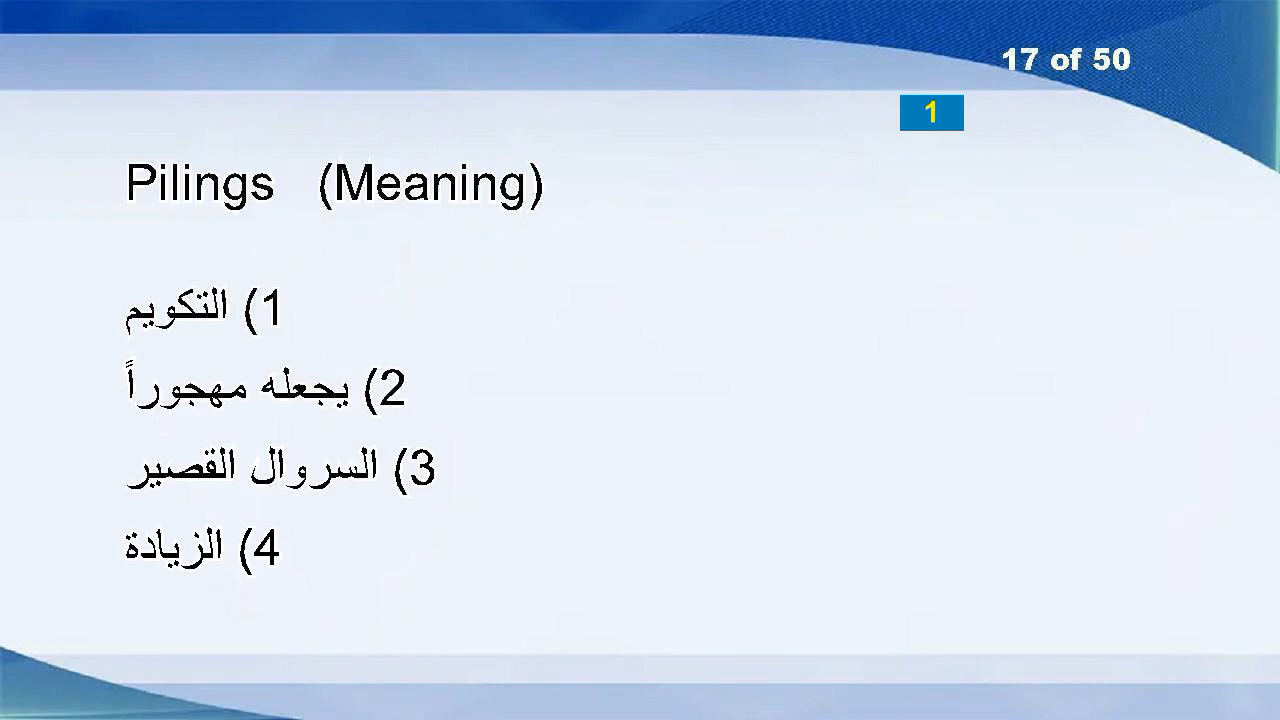 17 of 50
1
Pilings (Meaning)
1) التكويم
2) يجعله مهجوراً
3) السروال القصير
4) الزيادة